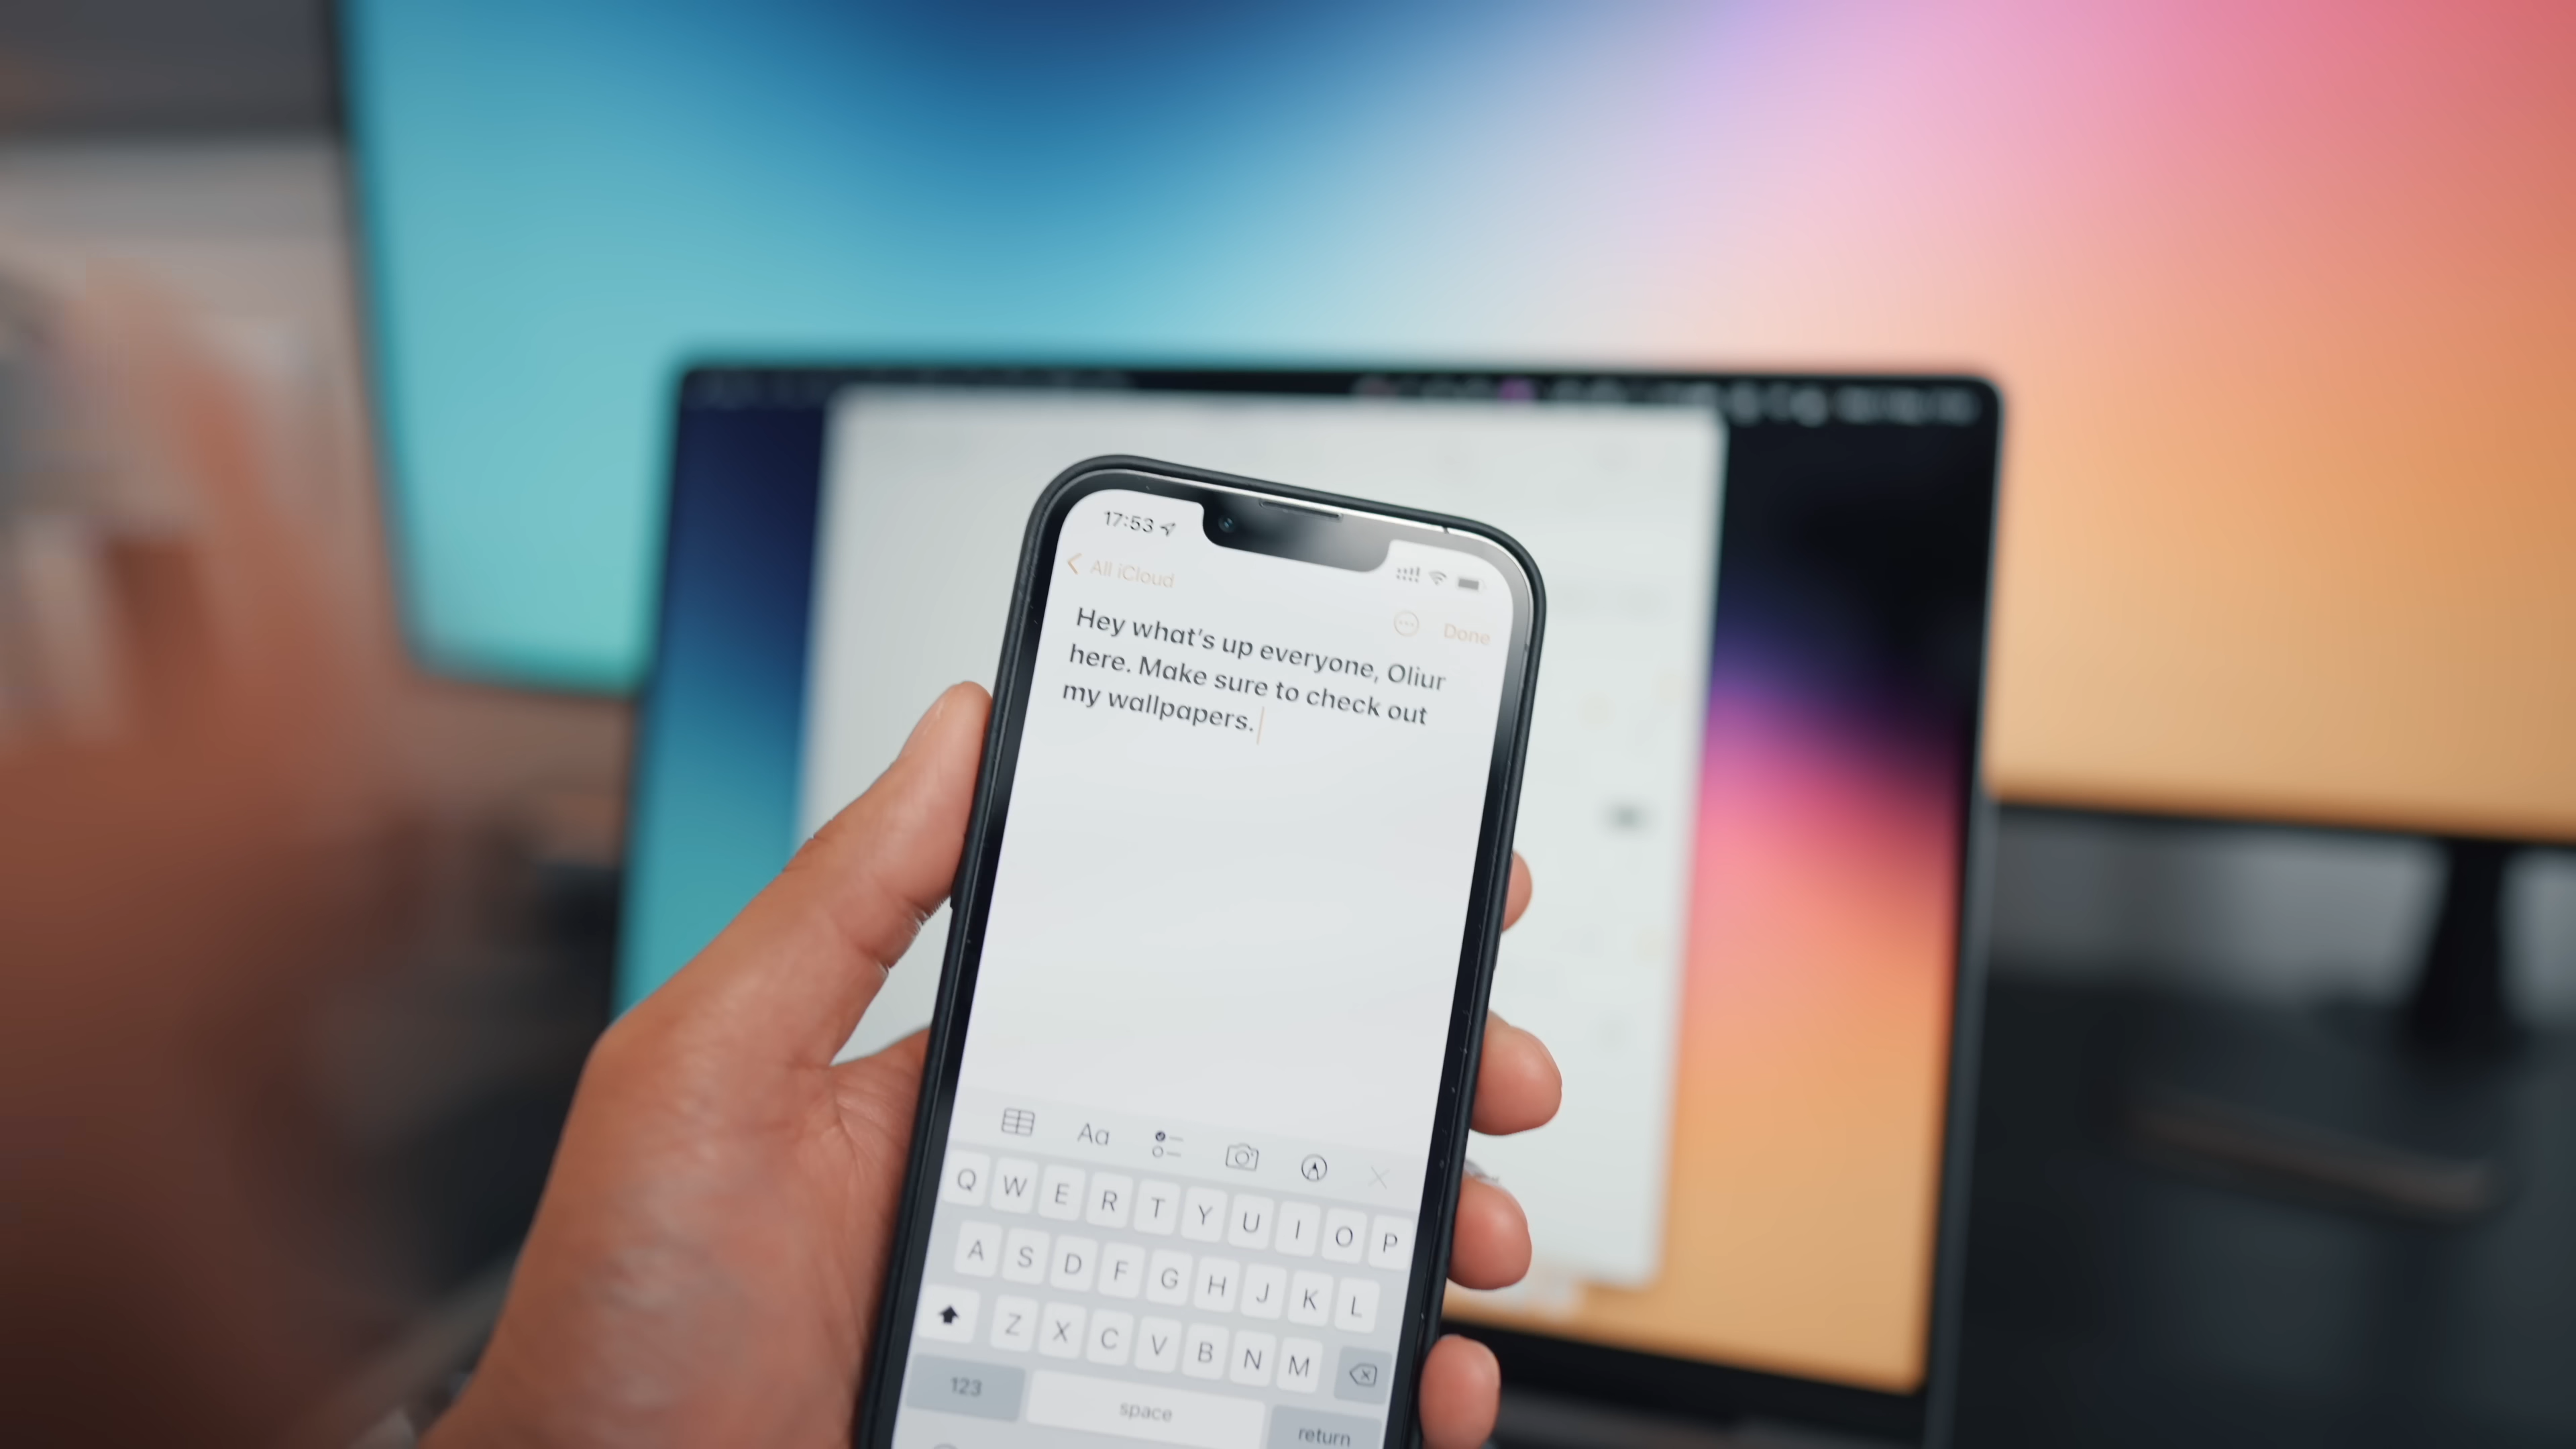 17:53
All iCloud
Done
Hey what's up everyone, Oliur
here. Make sure to check out
my wallpapers.
Aa
Q W E R T Y U I O P
A S D F G H J K L
Z X C V B N M
123 space return